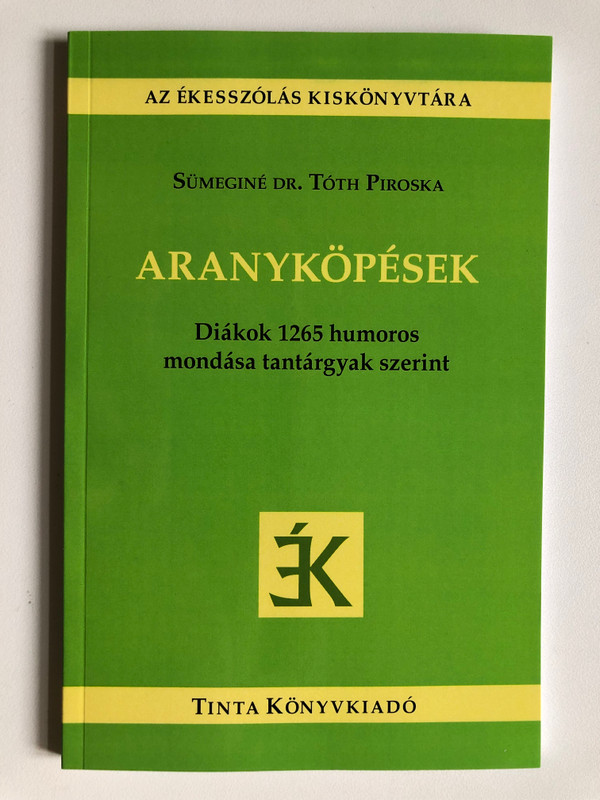 AZ ÉKESSZÓLÁS KISKÖNYVTÁRA
SÜMEGINÉ DR. TÓTH PIROSKA
ARANYKÖPÉSEK
Diákok 1265 humoros
mondása tantárgyak szerint
ÉK
TINTA KÖNYVKIADÓ